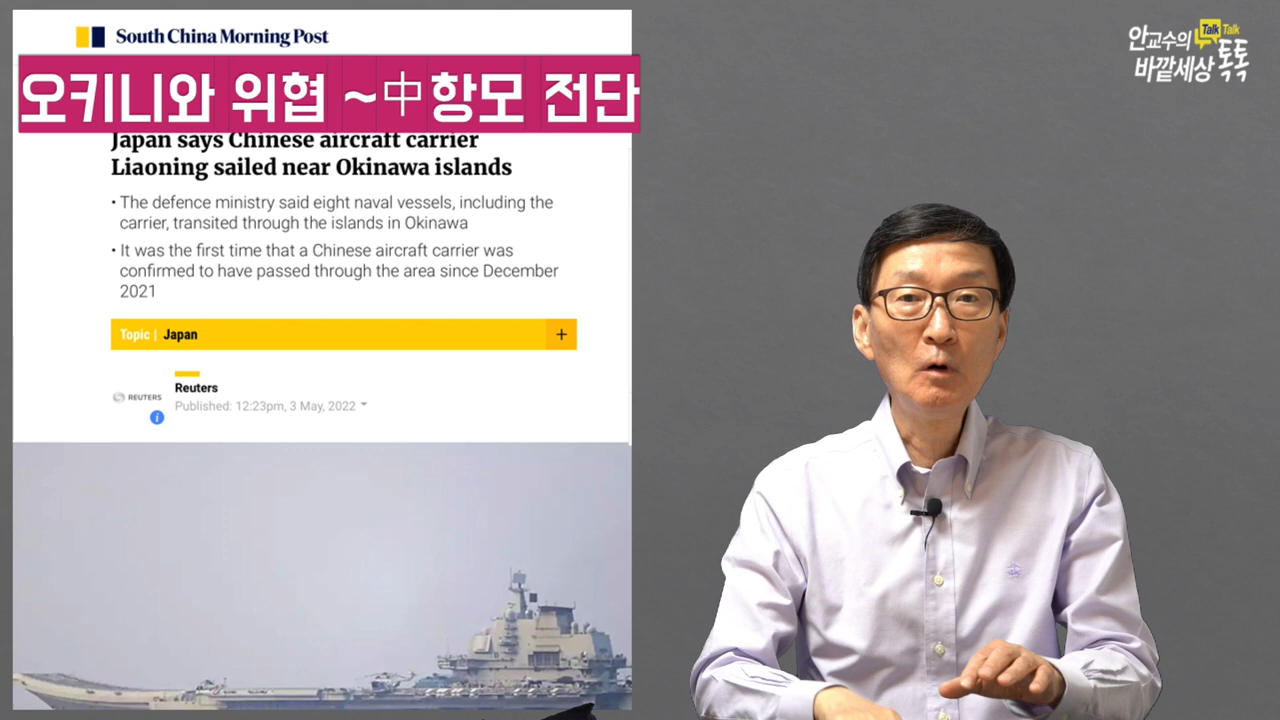 South China Morning Post
오키나와 위협 ~中항모 전단
Japan says Chinese aircraft carrier
Liaoning sailed near Okinawa islands
• The defence ministry said eight naval vessels, including the
carrier, transited through the islands in Okinawa
• It was the first time that a Chinese aircraft carrier was
confirmed to have passed through the area since December
2021
Topic | Japan +
Reuters
REUTERS
Published: 12:23pm, 3 May, 2022
i
안교수의 Talk Talk
바깥세상 톡톡